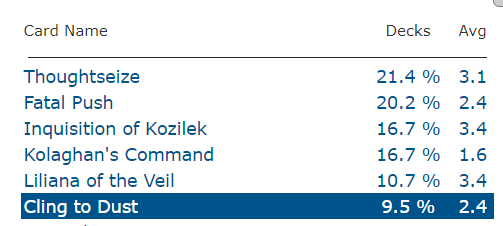 Card Name Decks Avg
Thoughtseize 21.4 % 3.1
Fatal Push 20.2 % 2.4
Inquisition of Kozilek 16.7 % 3.4
Kolaghan's Command 16.7 % 1.6
Liliana of the Veil 10.7 % 3.4
Cling to Dust 9.5 % 2.4